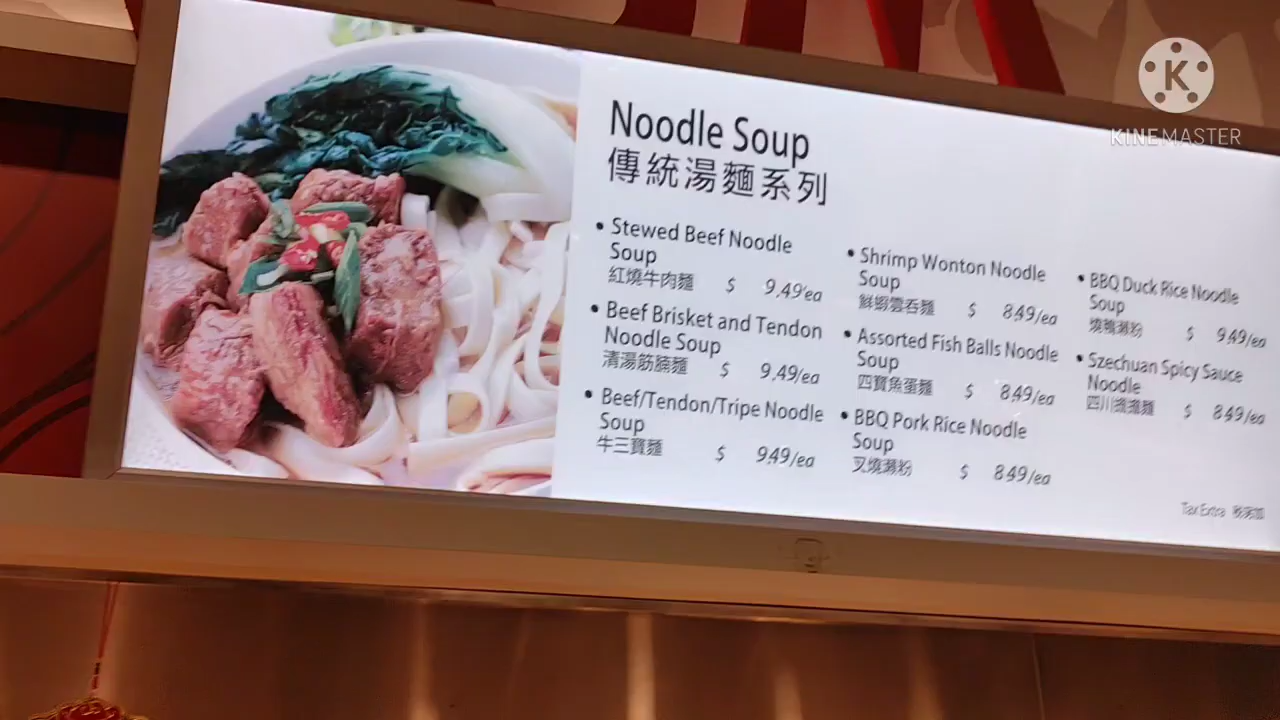 Noodle Soup
傳統湯麵系列
• Stewed Beef Noodle
Soup
紅燒牛肉麵 $ 9.49/ea
• Beef Brisket and Tendon
Noodle Soup
清湯筋腩麵 $ 9.49/ea
• Beef/Tendon/Tripe Noodle
Soup
牛三寶麵 $ 9.49/ea
• Shrimp Wonton Noodle
Soup
鮮蝦雲吞麵 $ 8.49/ea
• Assorted Fish Balls Noodle
Soup
四寶魚蛋麵 $ 8.49/ea
• BBQ Pork Rice Noodle
Soup
叉燒瀨粉 $ 8.49/ea
• BBQ Duck Rice Noodle
Soup
燒鴨瀨粉 $ 9.49/ea
• Szechuan Spicy Sauce
Noodle
四川擔擔麵 $ 8.49/ea
Tax Extra
K
KINEMASTER